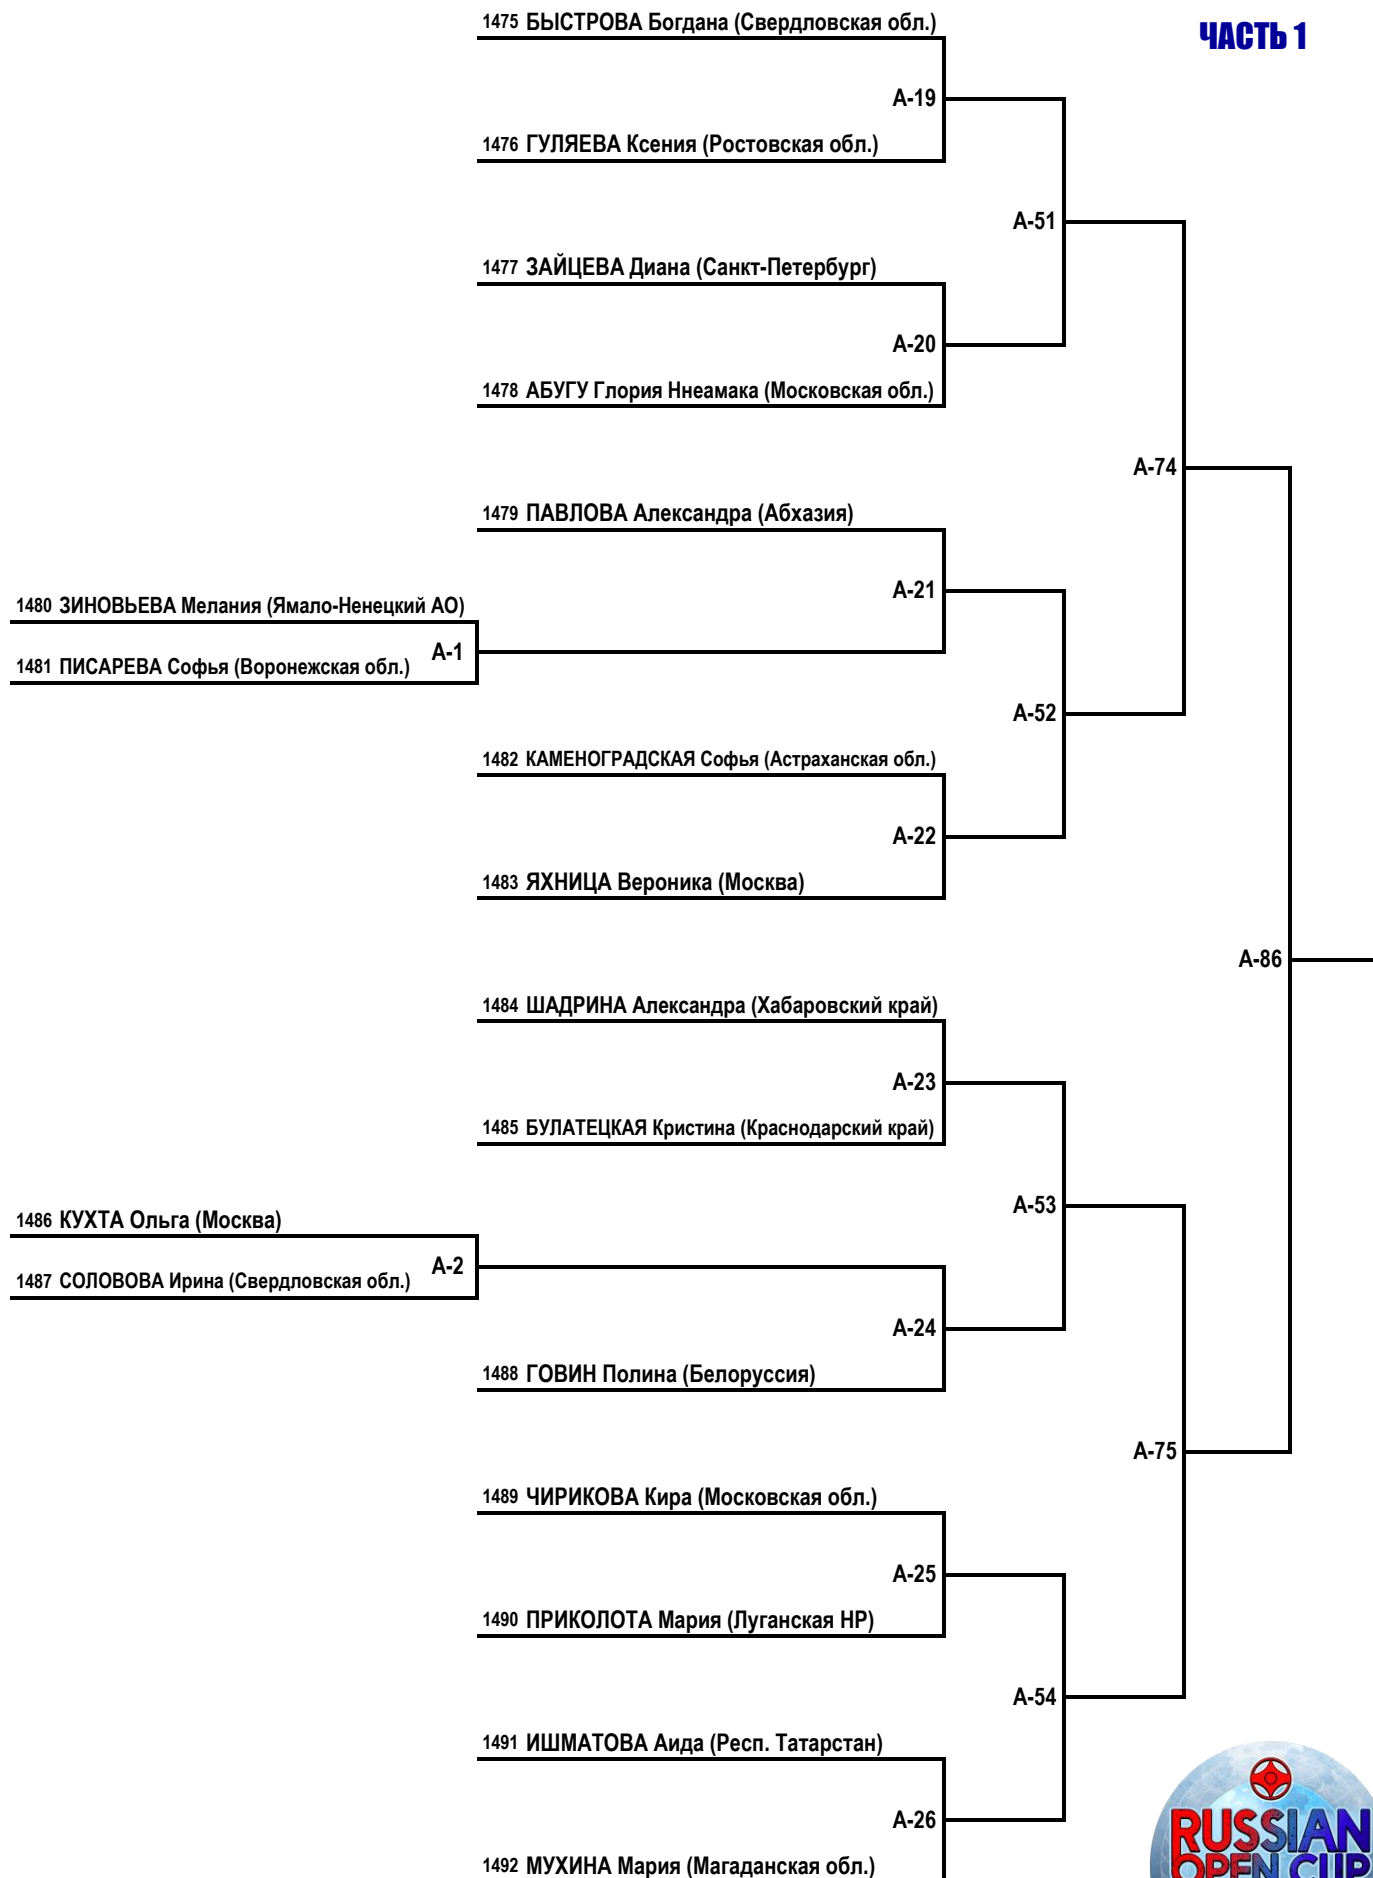 1475 БЫСТРОВА Богдана (Свердловская обл.)
ЧАСТЬ 1
А-19
1476 ГУЛЯЕВА Ксения (Ростовская обл.)
А-51
1477 ЗАЙЦЕВА Диана (Санкт-Петербург)
А-20
1478 АБУГУ Глория Ннеамака (Московская обл.)
А-74
1479 ПАВЛОВА Александра (Абхазия)
А-21
1480 ЗИНОВЬЕВА Мелания (Ямало-Ненецкий АО)
А-1
1481 ПИСАРЕВА Софья (Воронежская обл.)
А-52
1482 КАМЕНОГРАДСКАЯ Софья (Астраханская обл.)
А-22
1483 ЯХНИЦА Вероника (Москва)
А-86
1484 ШАДРИНА Александра (Хабаровский край)
А-23
1485 БУЛАТЕЦКАЯ Кристина (Краснодарский край)
А-53
1486 КУХТА Ольга (Москва)
А-2
1487 СОЛОВОВА Ирина (Свердловская обл.)
А-24
1488 ГОВИН Полина (Белоруссия)
А-75
1489 ЧИРИКОВА Кира (Московская обл.)
А-25
1490 ПРИКОЛОТА Мария (Луганская НР)
А-54
1491 ИШМАТОВА Аида (Респ. Татарстан)
А-26
1492 МУХИНА Мария (Магаданская обл.)
RUSSIAN
OPEN CUP